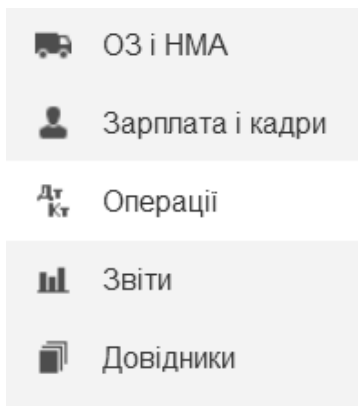 ОЗ і НМА
Зарплата і кадри
Дт
Кт
Операції
Звіти
Довідники